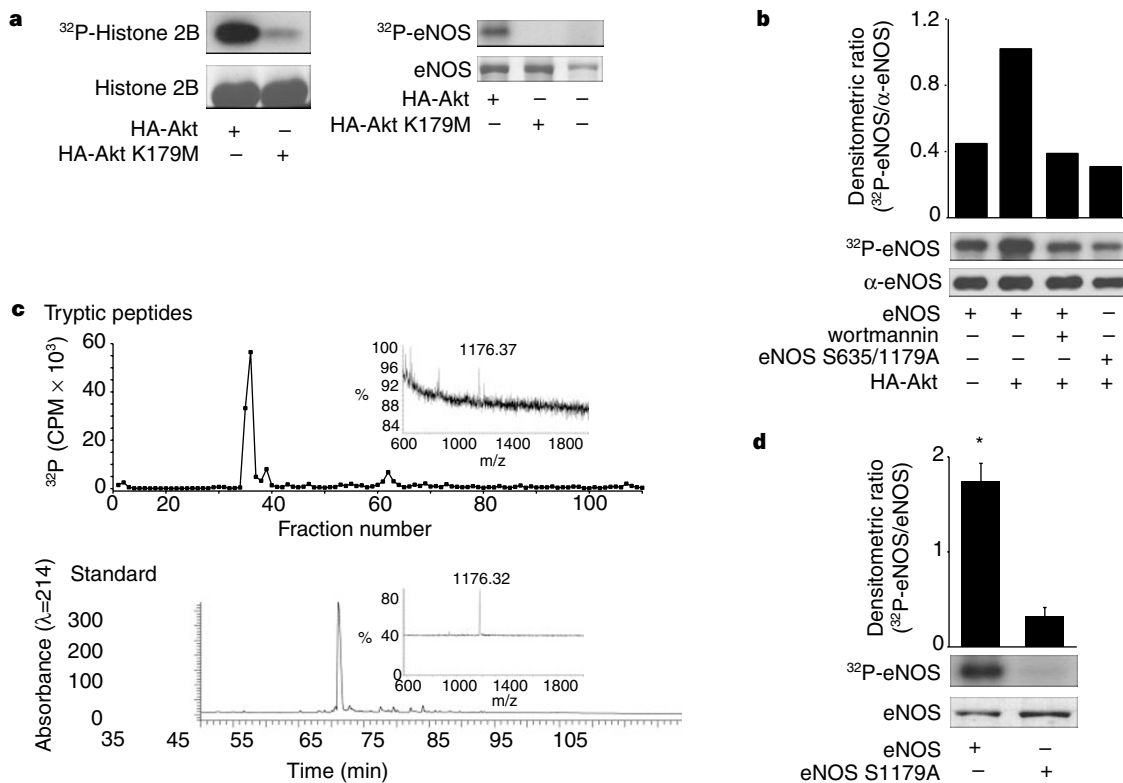 a
³²P-Histone 2B
Histone 2B
HA-Akt + –
HA-Akt K179M – +
³²P-eNOS
eNOS
HA-Akt + – –
HA-Akt K179M – + –
b
Densitometric ratio
(³²P-eNOS/α-eNOS)
1.2
0.8
0.4
0
³²P-eNOS
α-eNOS
eNOS + + + –
wortmannin – – + –
eNOS S635/1179A – – – +
HA-Akt – + + +
c Tryptic peptides
³²P (CPM × 10³)
60
40
20
0
0 20 40 60 80 100
Fraction number
1176.37
%
100
96
92
88
84
600 1000 1400 1800
m/z
Standard
Absorbance (λ=214)
300
200
100
0
35 45 55 65 75 85 95 105
Time (min)
1176.32
%
80
40
0
600 1000 1400 1800
m/z
d
Densitometric ratio
(³²P-eNOS/eNOS)
2
1
0
*
³²P-eNOS
eNOS
eNOS + –
eNOS S1179A – +